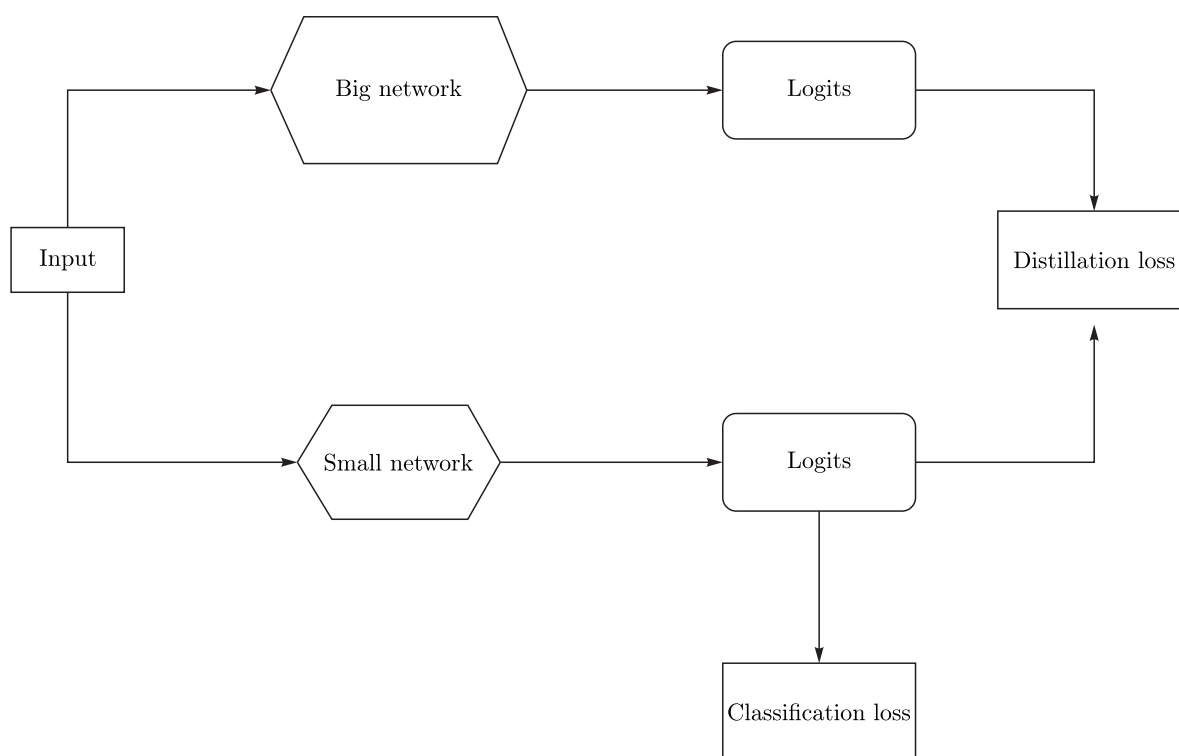 Big network
Logits
Input
Distillation loss
Small network
Logits
Classification loss